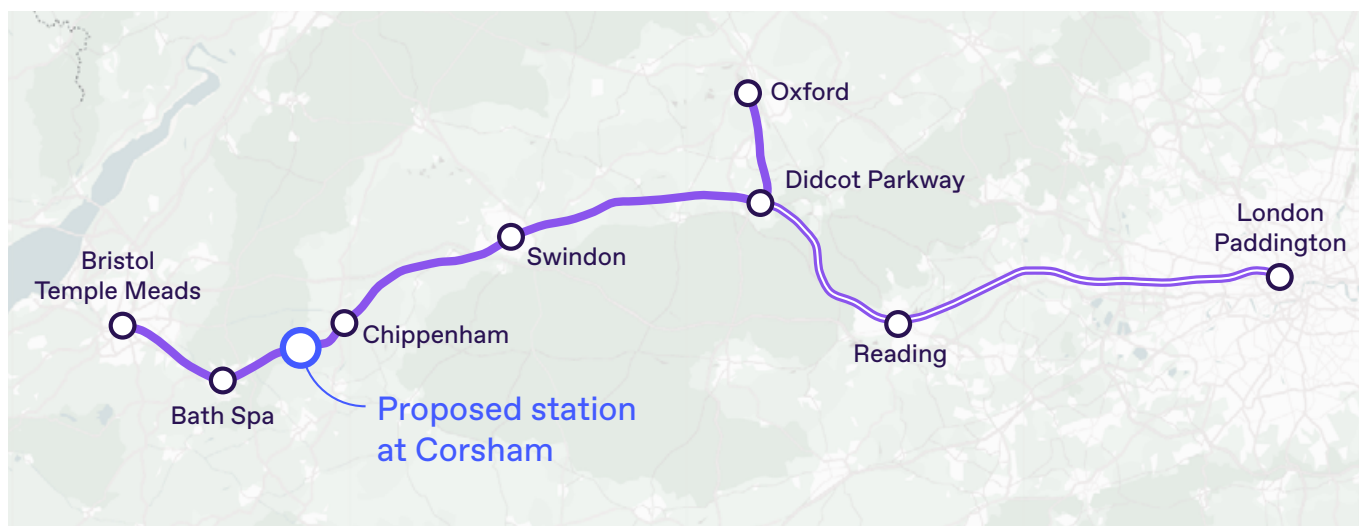 Oxford
Didcot Parkway
London
Paddington
Swindon
Bristol
Temple Meads
Chippenham
Reading
Bath Spa
Proposed station
at Corsham